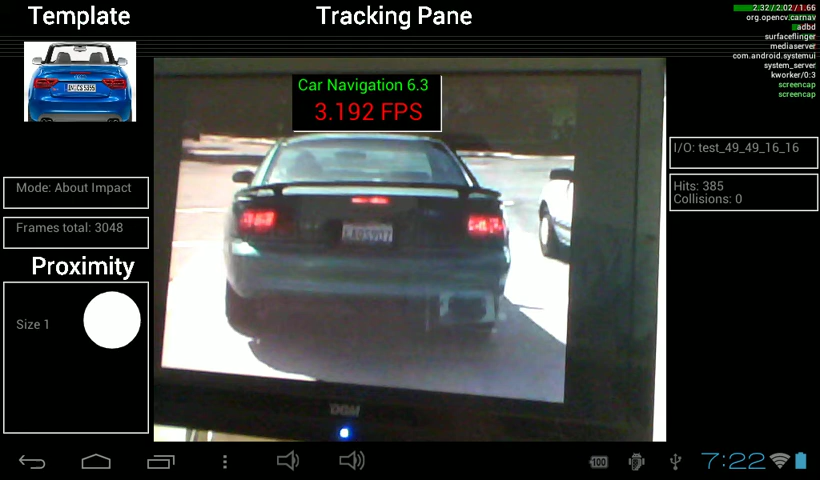 Template
Tracking Pane
2.32 / 2.02 / 1.66
org.opencv.carnav
adbd
surfaceflinger
mediaserver
com.android.systemui
system_server
kworker/0:3
screencap
screencap
Car Navigation 6.3
3.192 FPS
I/O: test_49_49_16_16
Mode: About Impact
Hits: 385
Collisions: 0
Frames total: 3048
Proximity
Size 1
100
7:22